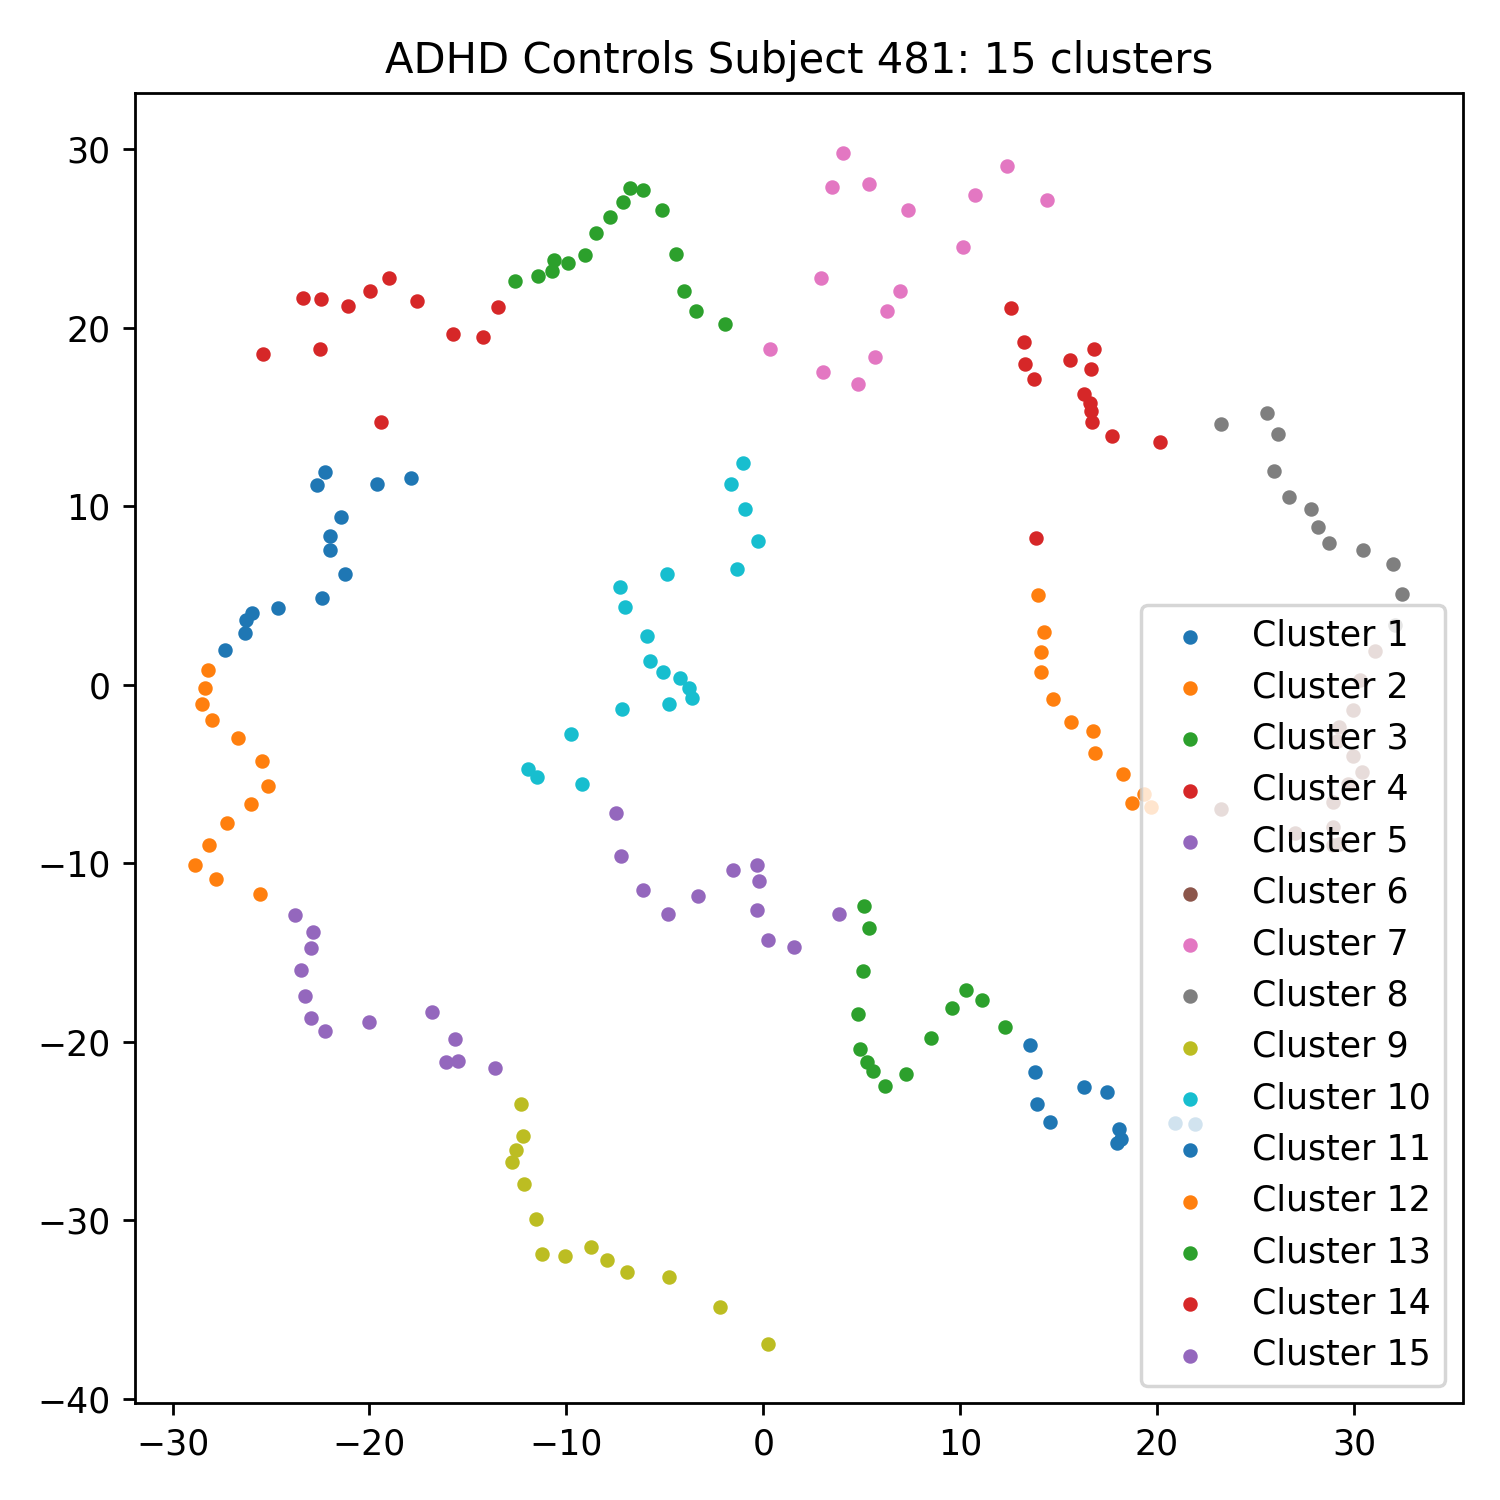 ADHD Controls Subject 481: 15 clusters
30
20
10
0
−10
−20
−30
−40
−30
−20
−10
0
10
20
30
Cluster 1
Cluster 2
Cluster 3
Cluster 4
Cluster 5
Cluster 6
Cluster 7
Cluster 8
Cluster 9
Cluster 10
Cluster 11
Cluster 12
Cluster 13
Cluster 14
Cluster 15